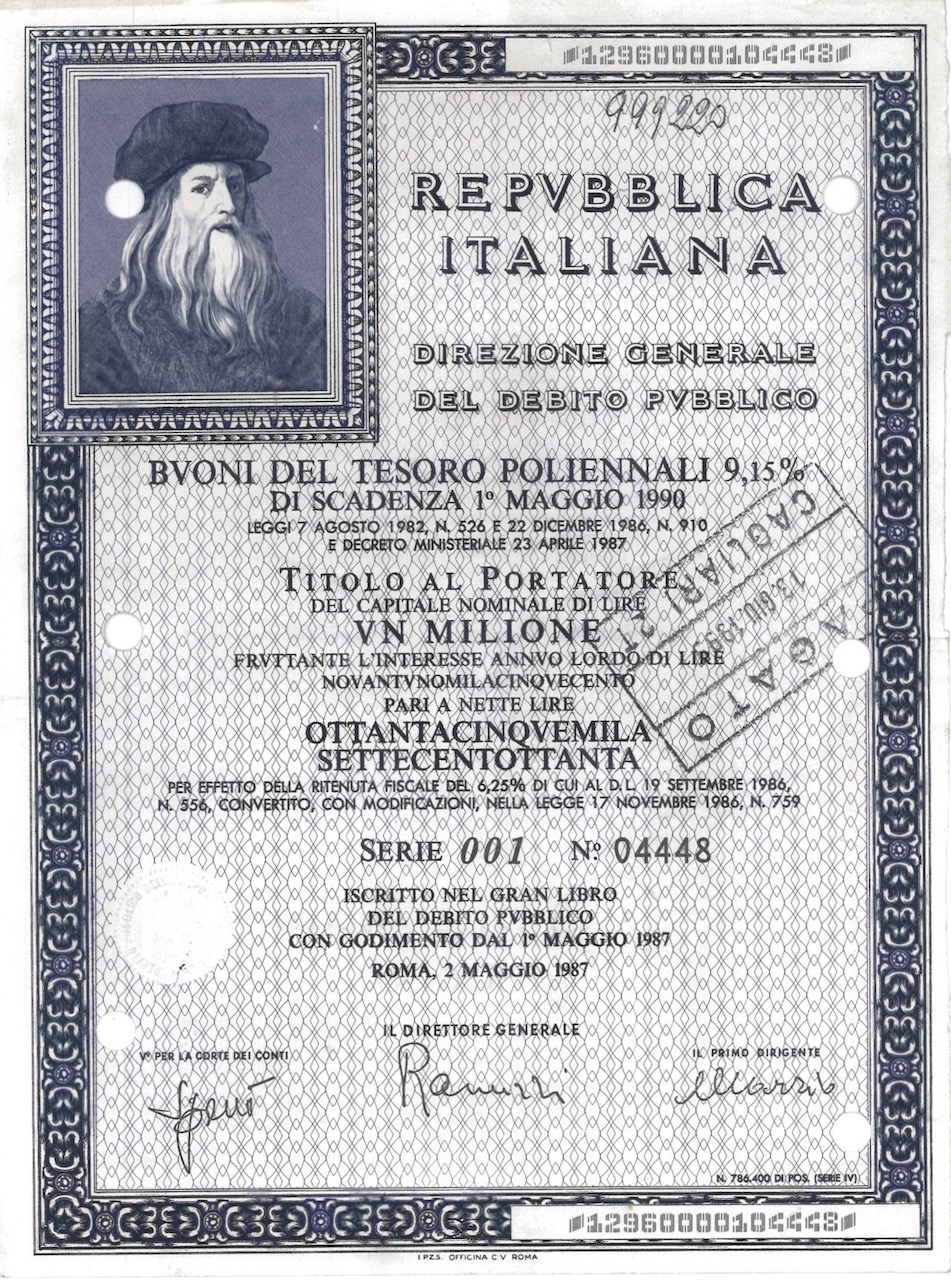 12960000104448
999220
REPVBBLICA
ITALIANA
DIREZIONE GENERALE
DEL DEBITO PVBBLICO
BVONI DEL TESORO POLIENNALI 9,15%
DI SCADENZA 1º MAGGIO 1990
LEGGI 7 AGOSTO 1982, N. 526 E 22 DICEMBRE 1986, N. 910
E DECRETO MINISTERIALE 23 APRILE 1987
TITOLO AL PORTATORE
DEL CAPITALE NOMINALE DI LIRE
VN MILIONE
FRVTTANTE L'INTERESSE ANNVO LORDO DI LIRE
NOVANTVNOMILACINQVECENTO
PARI A NETTE LIRE
OTTANTACINQVEMILA
SETTECENTOTTANTA
PER EFFETTO DELLA RITENUTA FISCALE DEL 6,25% DI CUI AL D. L. 19 SETTEMBRE 1986,
N. 556, CONVERTITO, CON MODIFICAZIONI, NELLA LEGGE 17 NOVEMBRE 1986, N. 759
CAGLIARI
SERIE 001 Nº 04448
ISCRITTO NEL GRAN LIBRO
DEL DEBITO PVBBLICO
CON GODIMENTO DAL 1º MAGGIO 1987
ROMA, 2 MAGGIO 1987
IL DIRETTORE GENERALE
Vº PER LA CORTE DEI CONTI
IL PRIMO DIRIGENTE
N. 786.400 DI POS. (SERIE IV)
12960000104448
I.P.Z.S. OFFICINA C V ROMA